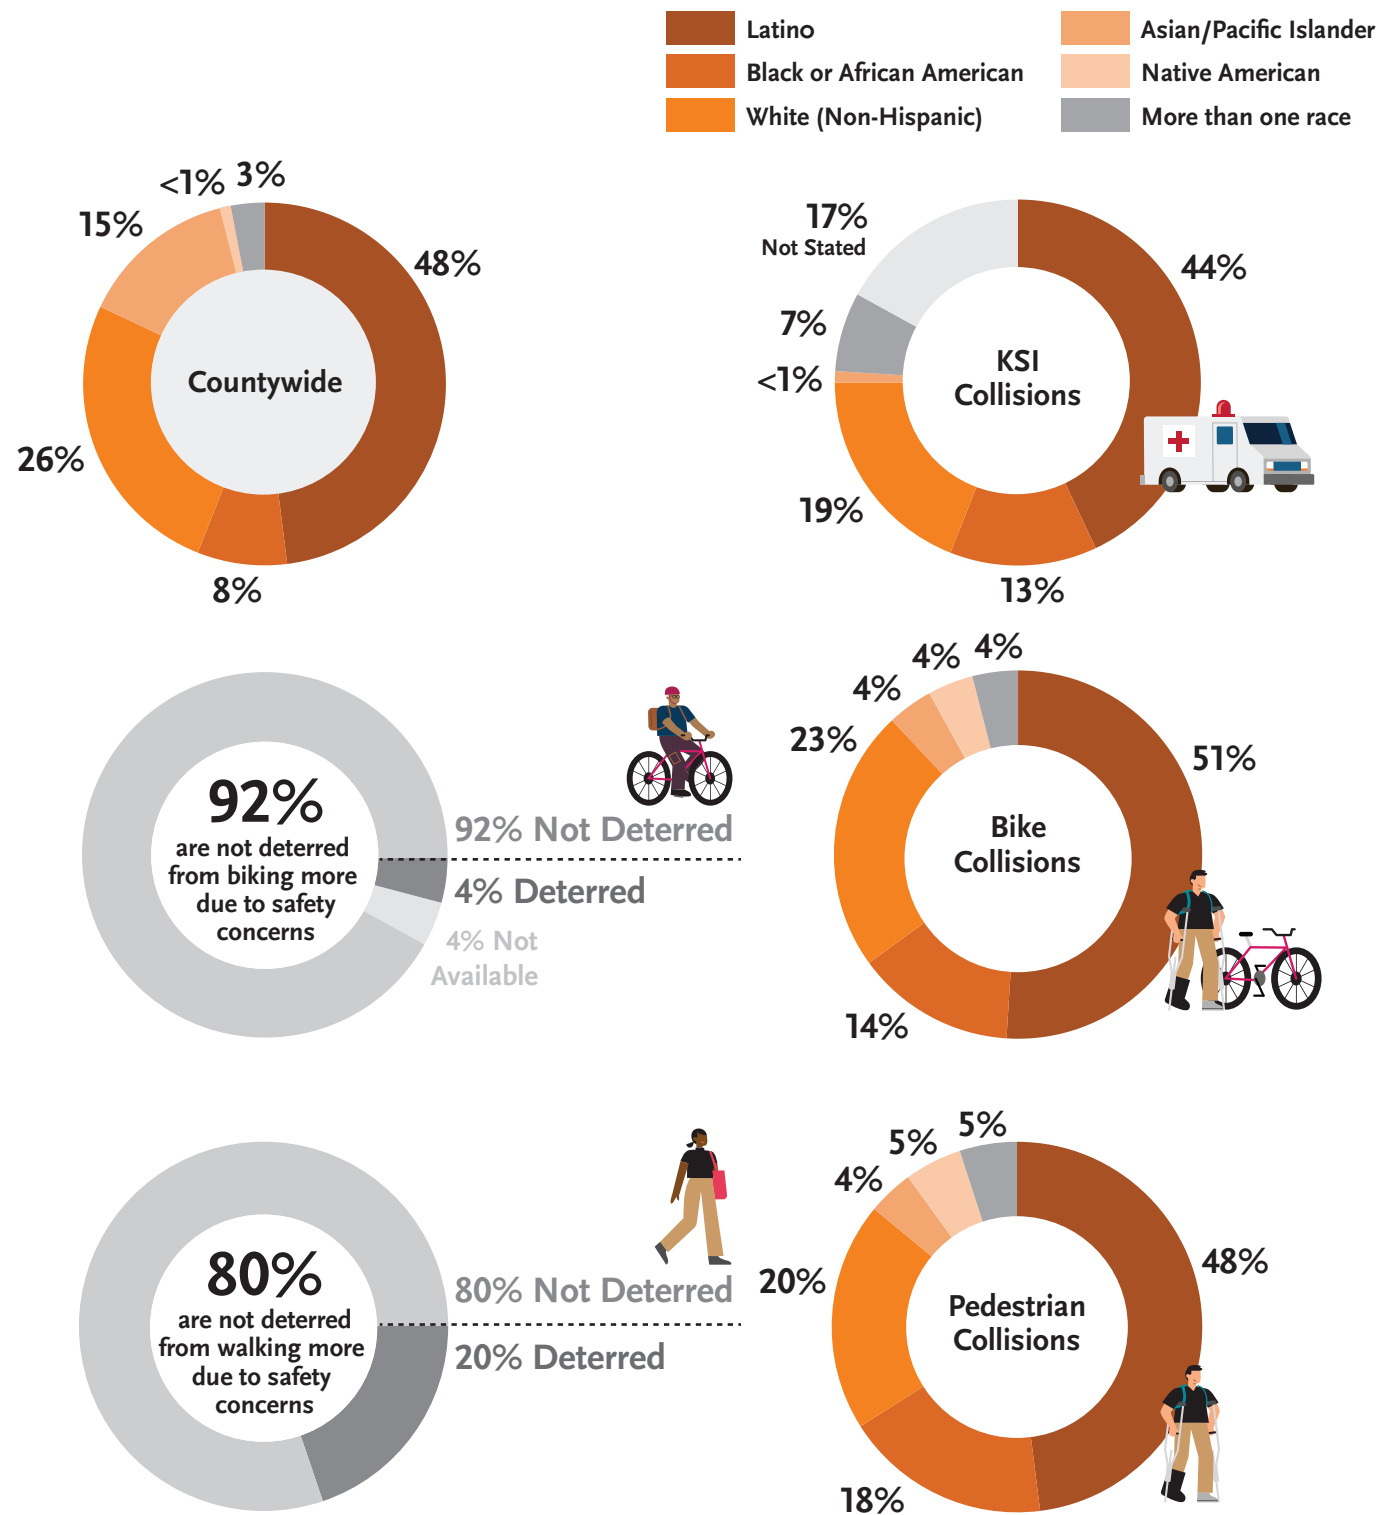 Latino
Black or African American
White (Non-Hispanic)
Asian/Pacific Islander
Native American
More than one race
<1%
3%
15%
48%
Countywide
26%
8%
17%
Not Stated
44%
7%
<1%
KSI
Collisions
19%
13%
92%
are not deterred
from biking more
due to safety
concerns
92% Not Deterred
4% Deterred
4% Not
Available
4%
4%
4%
23%
51%
Bike
Collisions
14%
80%
are not deterred
from walking more
due to safety
concerns
80% Not Deterred
20% Deterred
5%
5%
4%
48%
20%
Pedestrian
Collisions
18%